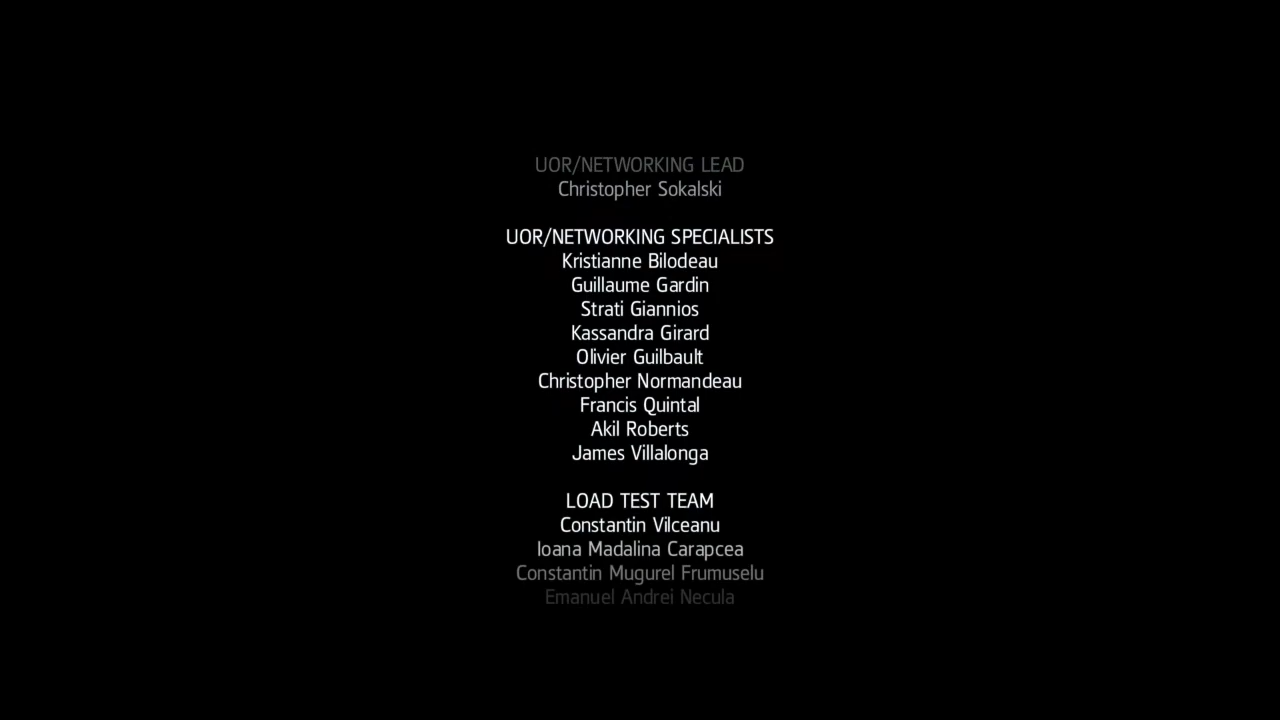 UOR/NETWORKING LEAD
Christopher Sokalski
UOR/NETWORKING SPECIALISTS
Kristianne Bilodeau
Guillaume Gardin
Strati Giannios
Kassandra Girard
Olivier Guilbault
Christopher Normandeau
Francis Quintal
Akil Roberts
James Villalonga
LOAD TEST TEAM
Constantin Vilceanu
Ioana Madalina Carapcea
Constantin Mugurel Frumuselu
Emanuel Andrei Necula